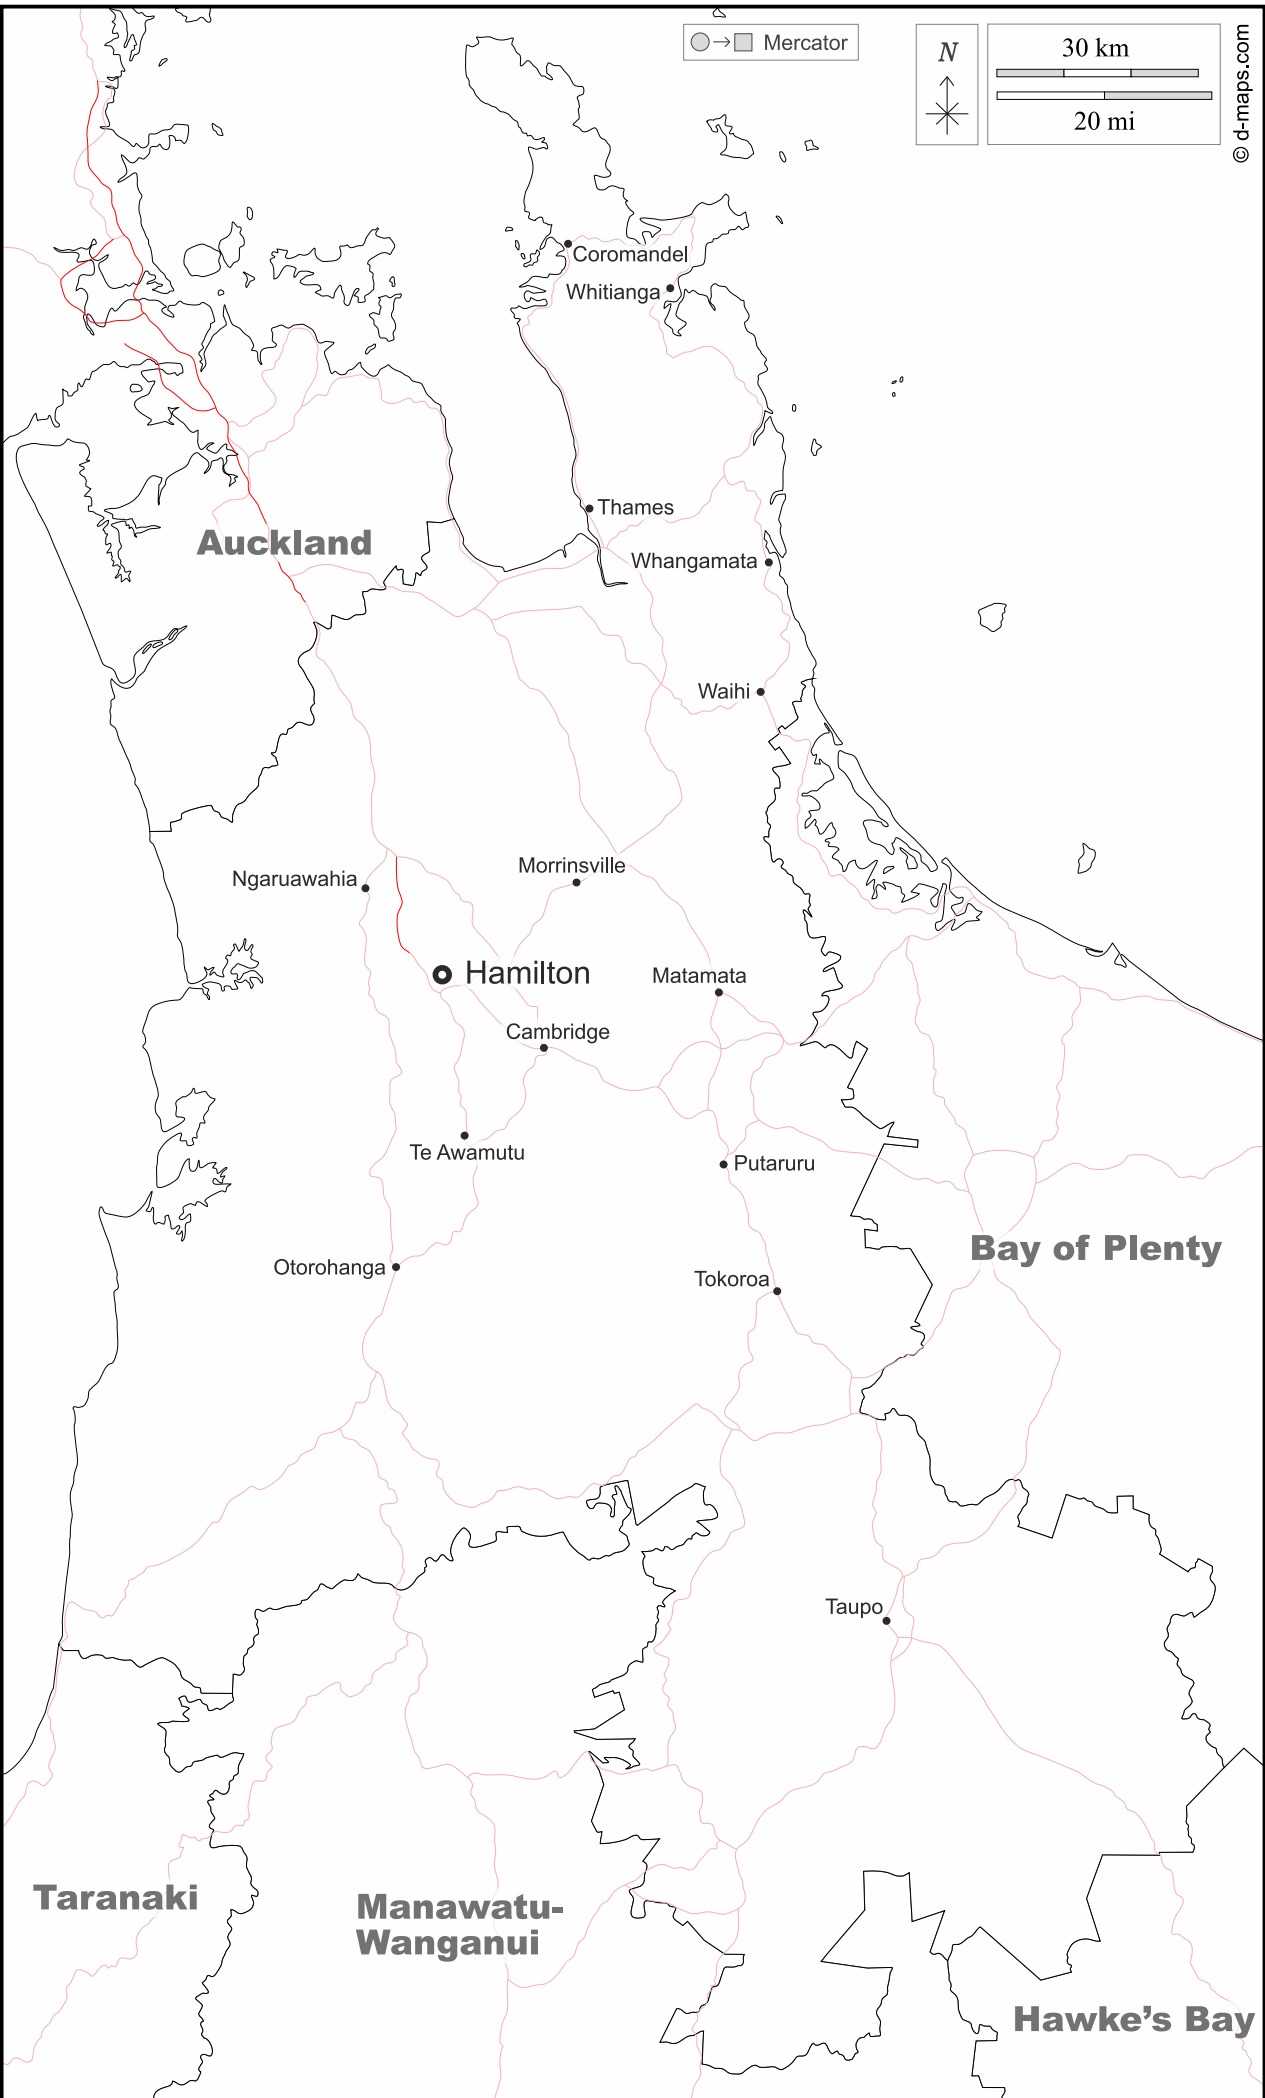 Mercator
N
30 km
20 mi
© d-maps.com
Coromandel
Whitianga
Thames
Auckland
Whangamata
Waihi
Morrinsville
Ngaruawahia
Hamilton
Matamata
Cambridge
Te Awamutu
Putaruru
Bay of Plenty
Otorohanga
Tokoroa
Taupo
Taranaki
Manawatu-
Wanganui
Hawke's Bay